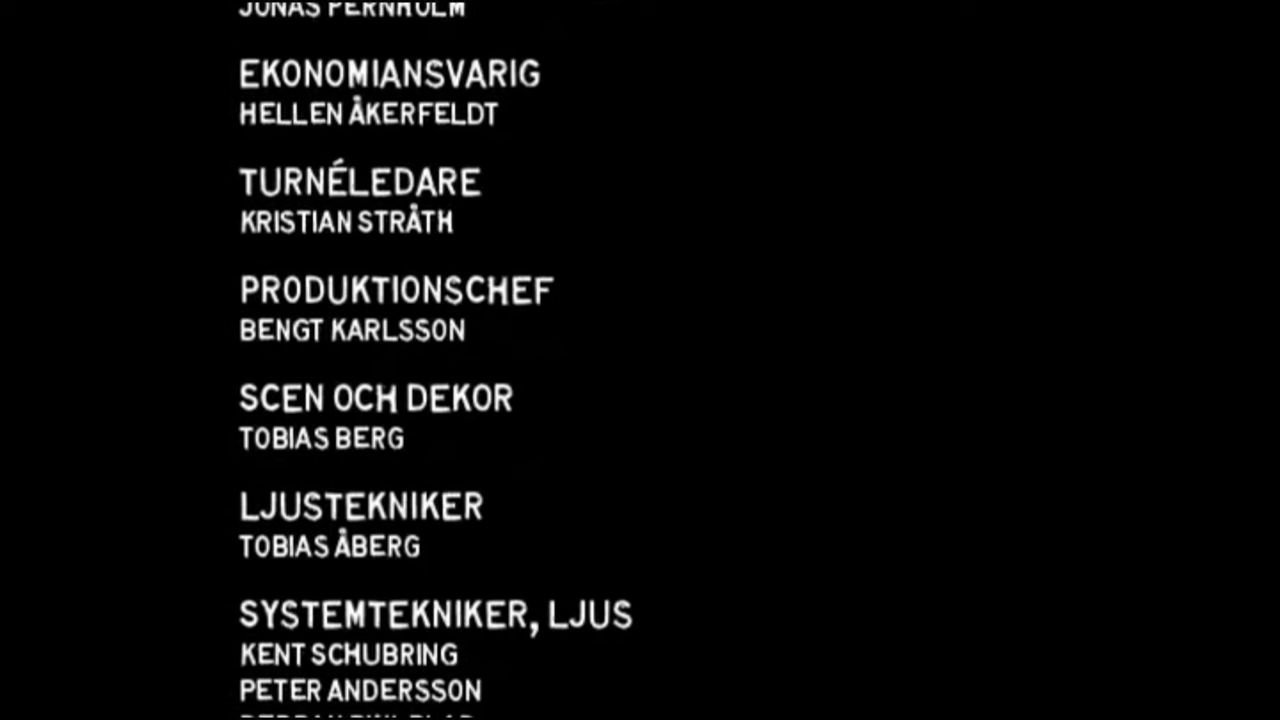 JONAS PERNHOLM
EKONOMIANSVARIG
HELLEN ÅKERFELDT
TURNÉLEDARE
KRISTIAN STRÅTH
PRODUKTIONSCHEF
BENGT KARLSSON
SCEN OCH DEKOR
TOBIAS BERG
LJUSTEKNIKER
TOBIAS ÅBERG
SYSTEMTEKNIKER, LJUS
KENT SCHUBRING
PETER ANDERSSON